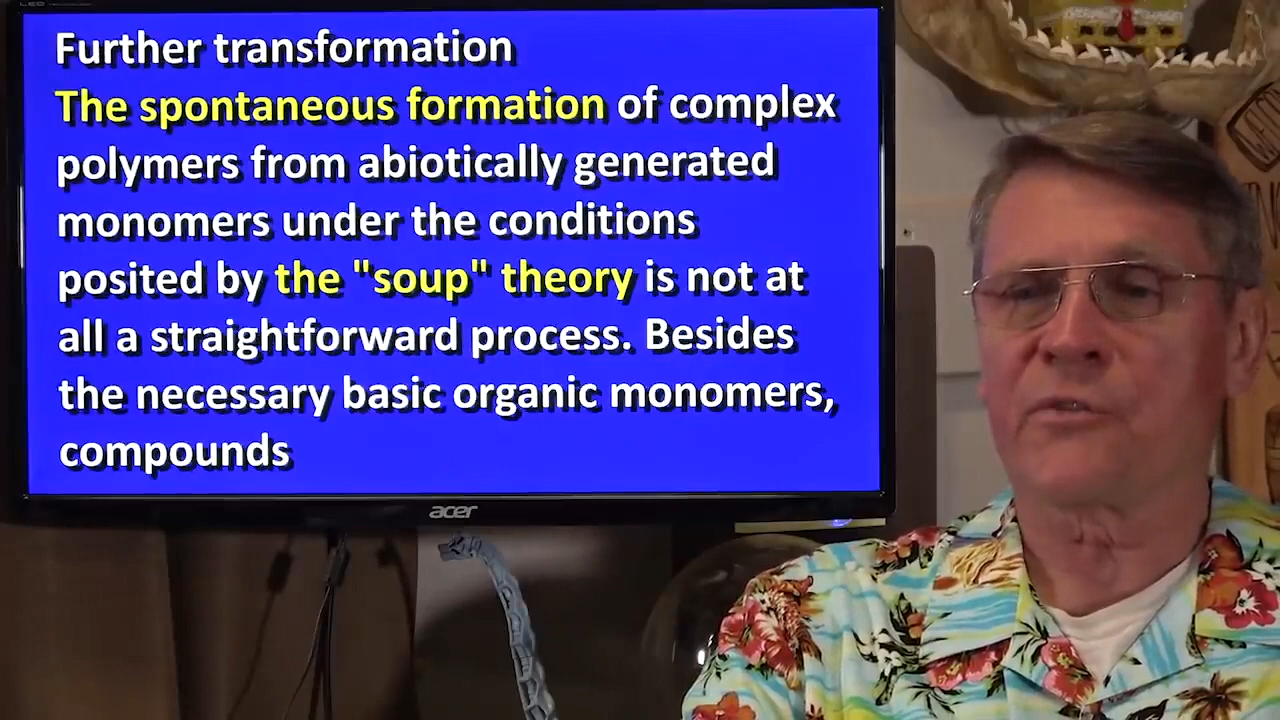 Further transformation
The spontaneous formation of complex
polymers from abiotically generated
monomers under the conditions
posited by the "soup" theory is not at
all a straightforward process. Besides
the necessary basic organic monomers,
compounds
acer